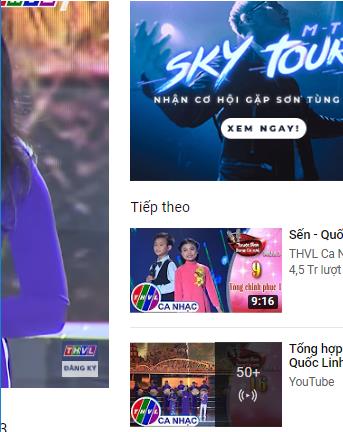 M-T
SKY TOUR
NHẬN CƠ HỘI GẶP SƠN TÙNG
XEM NGAY!
THVL
ĐĂNG KÝ
Tiếp theo
Sến - Quố
THVL Ca N
4,5 Tr lượt
9
Tông chinh phục
9:16
THVL
CA NHẠC
Tổng hợp
Quốc Linh
YouTube
50+
THVL
CA NHẠC
3